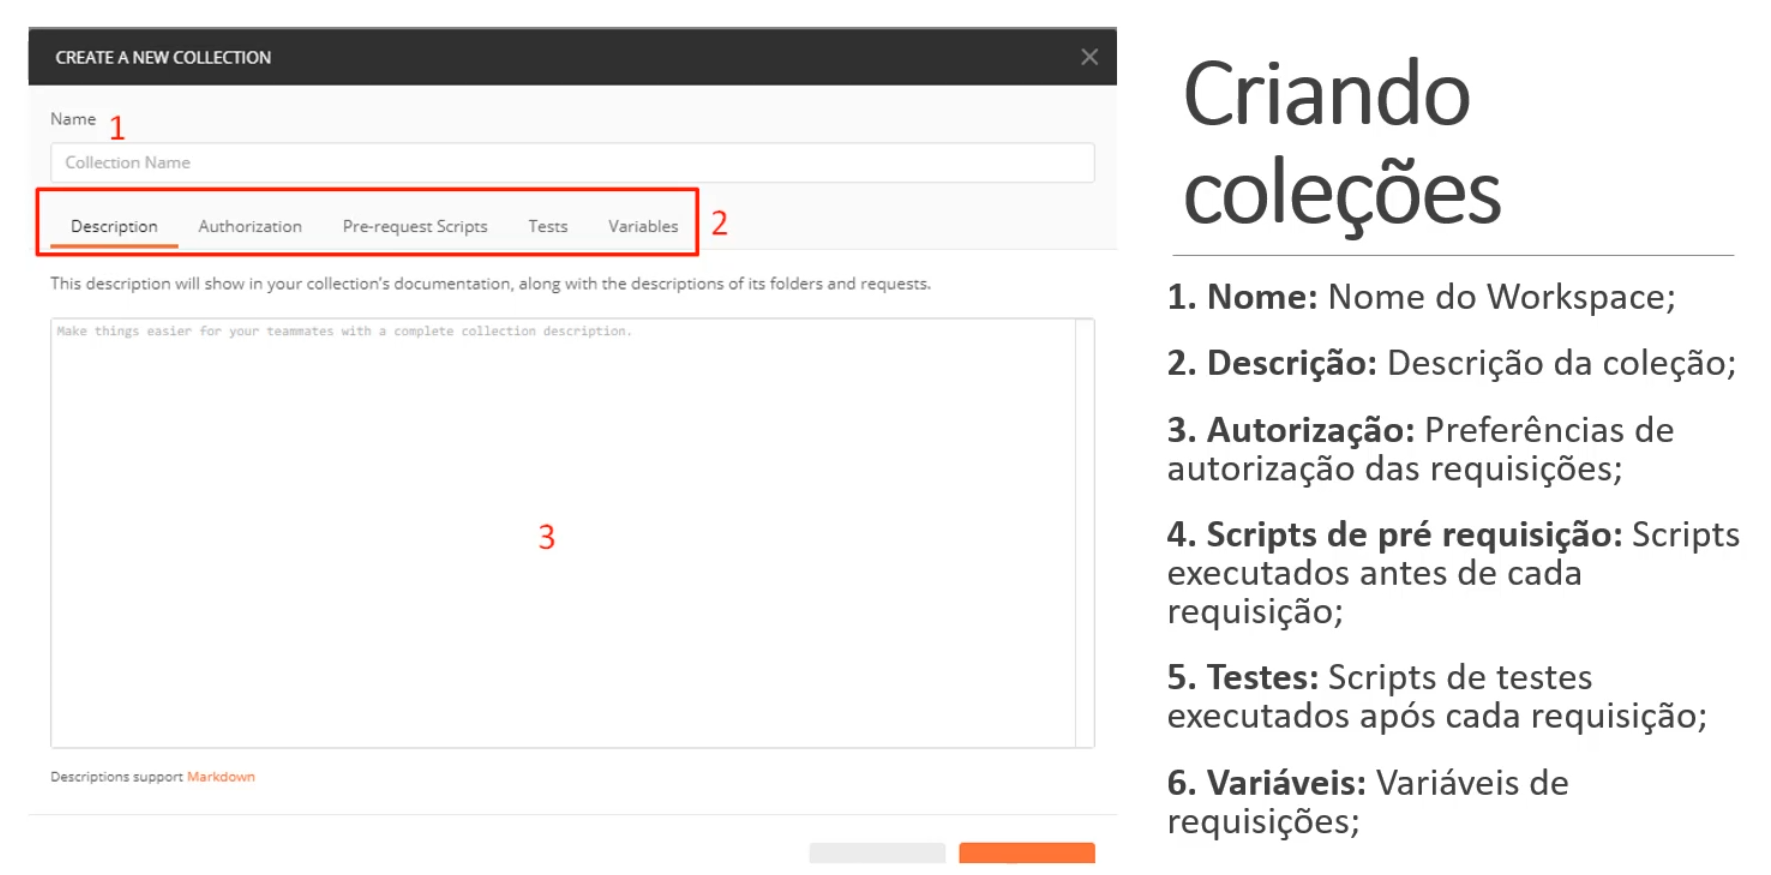 CREATE A NEW COLLECTION
Name 1
Collection Name
Description Authorization Pre-request Scripts Tests Variables 2
This description will show in your collection's documentation, along with the descriptions of its folders and requests.
Make things easier for your teammates with a complete collection description.
3
Descriptions support Markdown
Criando
coleções
1. Nome: Nome do Workspace;
2. Descrição: Descrição da coleção;
3. Autorização: Preferências de
autorização das requisições;
4. Scripts de pré requisição: Scripts
executados antes de cada
requisição;
5. Testes: Scripts de testes
executados após cada requisição;
6. Variáveis: Variáveis de
requisições;